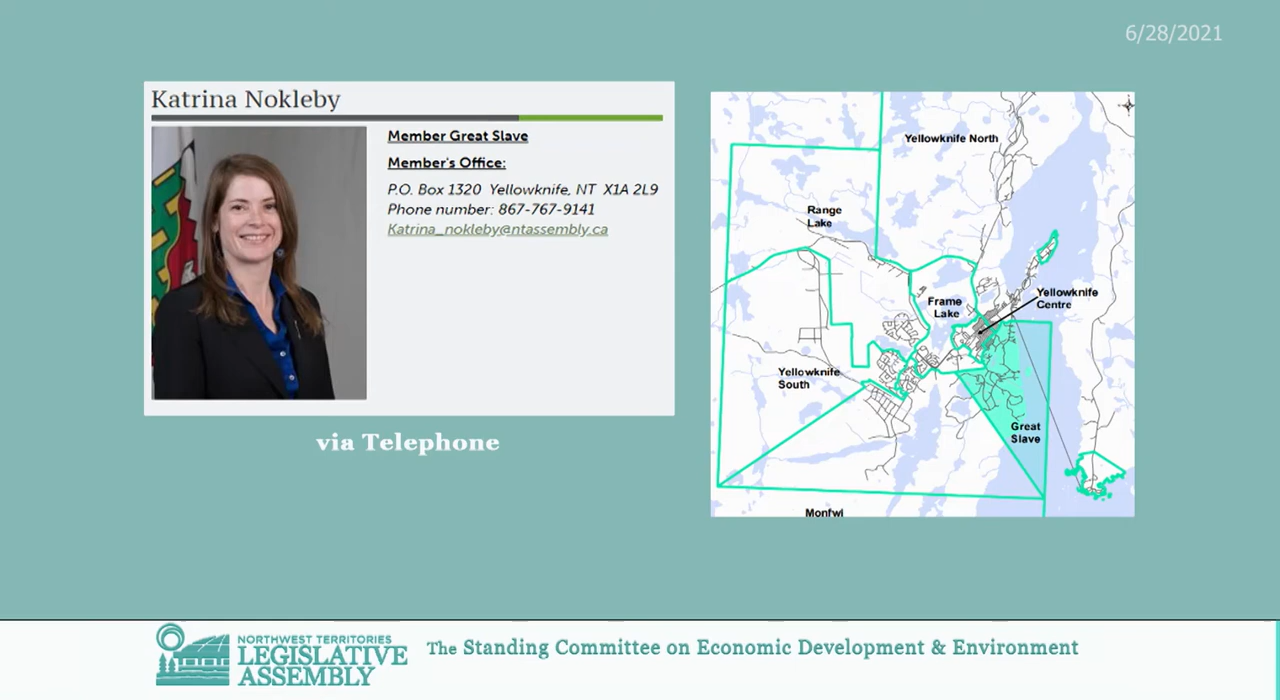 6/28/2021
Katrina Nokleby
Member Great Slave
Member's Office:
P.O. Box 1320 Yellowknife, NT X1A 2L9
Phone number: 867-767-9141
Katrina_nokleby@ntassembly.ca
via Telephone
Yellowknife North
Range
Lake
Frame
Lake
Yellowknife
Centre
Yellowknife
South
Great
Slave
Monfwi
NORTHWEST TERRITORIES
LEGISLATIVE
ASSEMBLY
The Standing Committee on Economic Development & Environment